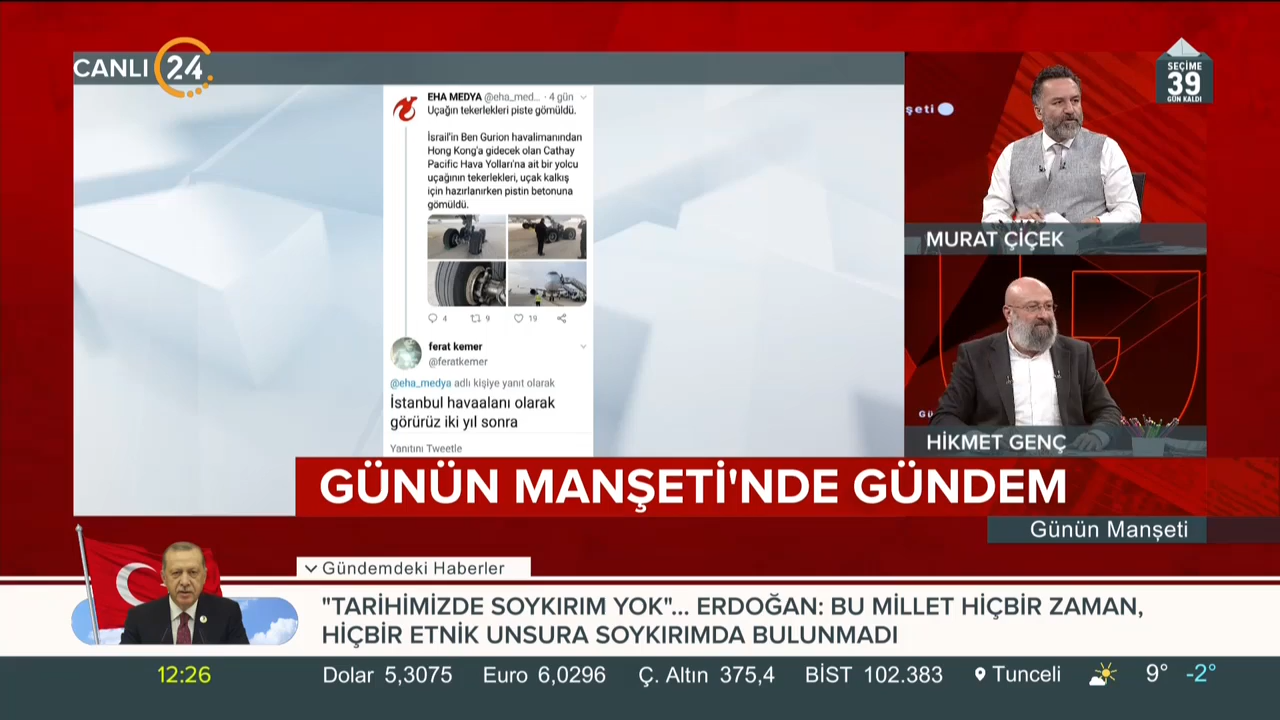 CANLI 24
EHA MEDYA @eha_med... · 4 gün
Uçağın tekerlekleri piste gömüldü.
İsrail'in Ben Gurion havalimanından
Hong Kong'a gidecek olan Cathay
Pacific Hava Yolları'na ait bir yolcu
uçağının tekerlekleri, uçak kalkış
için hazırlanırken pistin betonuna
gömüldü.
4 9 19
ferat kemer
@feratkemer
@eha_medya adlı kişiye yanıt olarak
İstanbul havaalanı olarak
görürüz iki yıl sonra
Yanıtını Tweetle
şeti
SEÇİME
39
GÜN KALDI
MURAT ÇİÇEK
Gü
HİKMET GENÇ
GÜNÜN MANŞETİ'NDE GÜNDEM
Günün Manşeti
Gündemdeki Haberler
"TARİHİMİZDE SOYKIRIM YOK"... ERDOĞAN: BU MİLLET HİÇBİR ZAMAN,
HİÇBİR ETNİK UNSURA SOYKIRIMDA BULUNMADI
12:26 Dolar 5,3075 Euro 6,0296 Ç. Altın 375,4 BİST 102.383 Tunceli 9° -2°